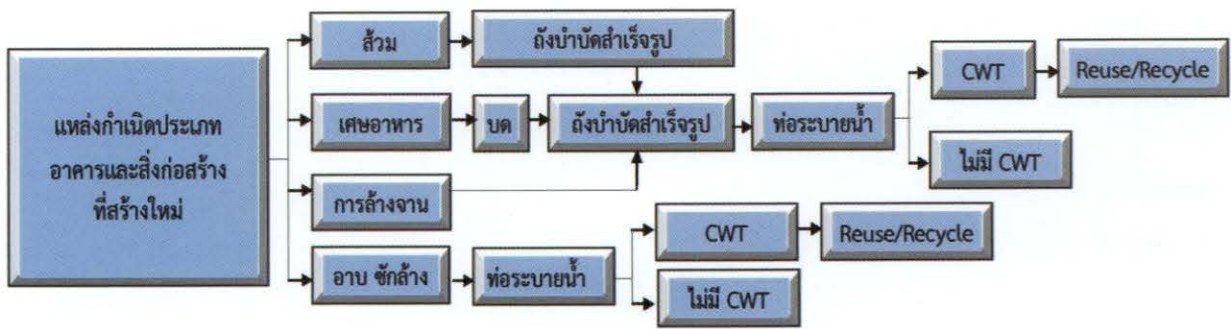 แหล่งกำเนิดประเภท
อาคารและสิ่งก่อสร้าง
ที่สร้างใหม่
ส้วม
ถังบำบัดสำเร็จรูป
เศษอาหาร
บด
ถังบำบัดสำเร็จรูป
ท่อระบายน้ำ
CWT
Reuse/Recycle
ไม่มี CWT
การล้างจาน
อาบ ซักล้าง
ท่อระบายน้ำ
CWT
Reuse/Recycle
ไม่มี CWT